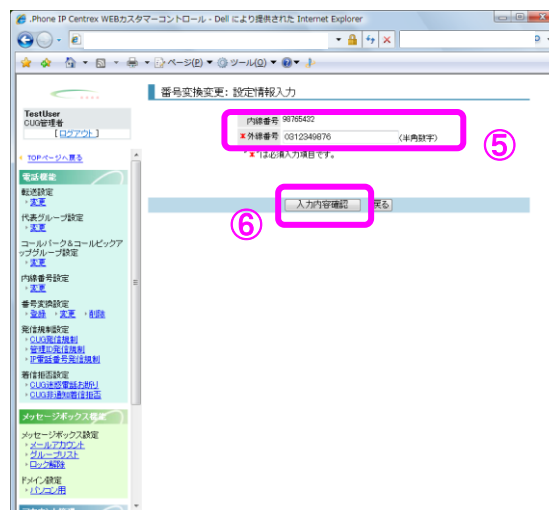 .Phone IP Centrex WEBカスタマーコントロール - Dell により提供された Internet Explorer
ページ(P) ツール(O)
番号変換変更: 設定情報入力
TestUser
CUG管理者
[ログアウト]
内線番号 98765432
*外線番号 0312349876 (半角数字)
⑤
"*"は必須入力項目です。
TOPページへ戻る
入力内容確認 戻る
⑥
電話機能
転送設定
・変更
代表グループ設定
・変更
コールパーク&コールピックア
ップグループ設定
・変更
内線番号設定
・変更
番号変換設定
・登録 ・変更 ・削除
発信規制設定
・CUG発信規制
・管理ID発信規制
・IP電話番号発信規制
着信拒否設定
・CUG迷惑電話お断り
・CUG非通知着信拒否
メッセージボックス機能
メッセージボックス設定
・メールアカウント
・グループリスト
・ロック解除
ドメイン設定
・パソコン用